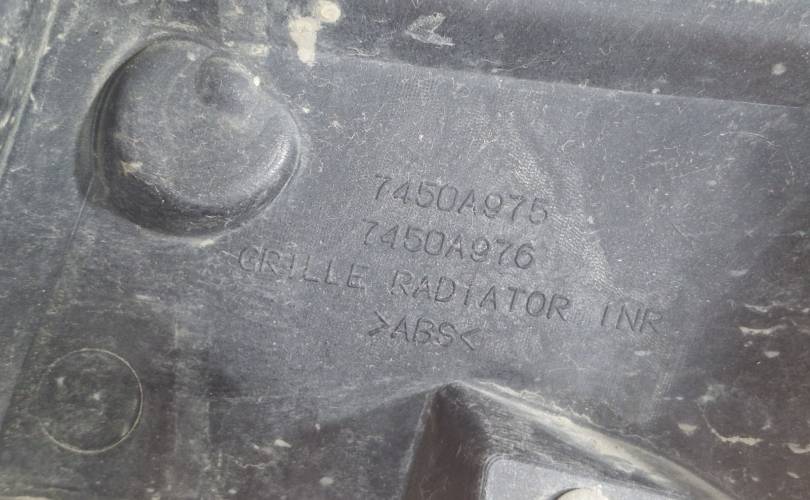 7450A975
7450A976
GRILLE RADIATOR INR
>ABS<